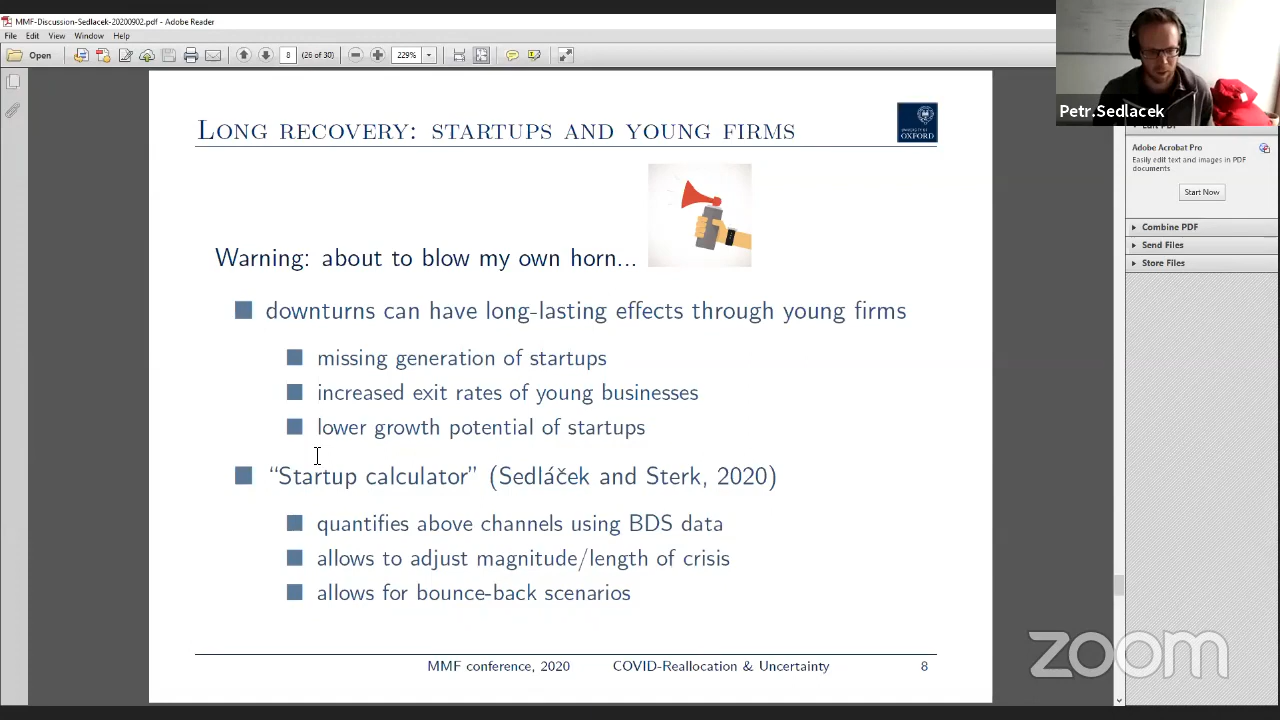 MMF-Discussion-Sedlacek-20200902.pdf - Adobe Reader
File Edit View Window Help
Open
8 (26 of 30)
229%
Petr.Sedlacek
Adobe Acrobat Pro
Easily edit text and images in PDF
documents
Start Now
Combine PDF
Send Files
Store Files
LONG RECOVERY: STARTUPS AND YOUNG FIRMS
UNIVERSITY OF
OXFORD
Warning: about to blow my own horn...
downturns can have long-lasting effects through young firms
missing generation of startups
increased exit rates of young businesses
lower growth potential of startups
“Startup calculator” (Sedláček and Sterk, 2020)
quantifies above channels using BDS data
allows to adjust magnitude/length of crisis
allows for bounce-back scenarios
MMF conference, 2020 COVID-Reallocation & Uncertainty 8
zoom